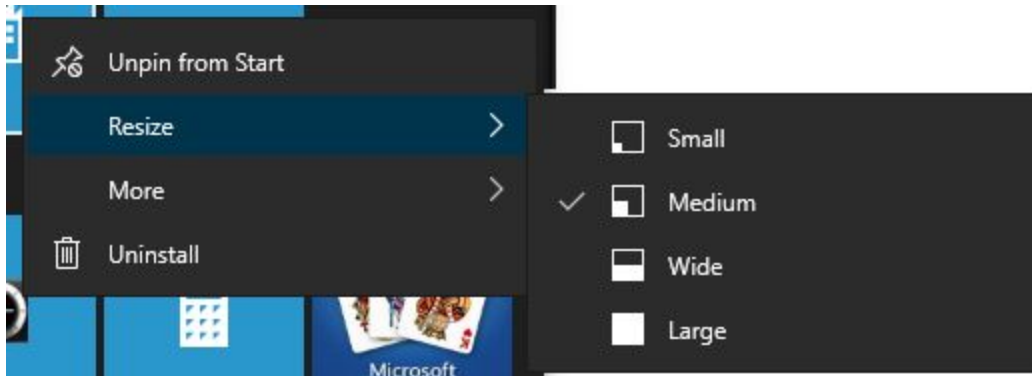 Unpin from Start
Resize
More
Uninstall
Small
Medium
Wide
Large
Microsoft